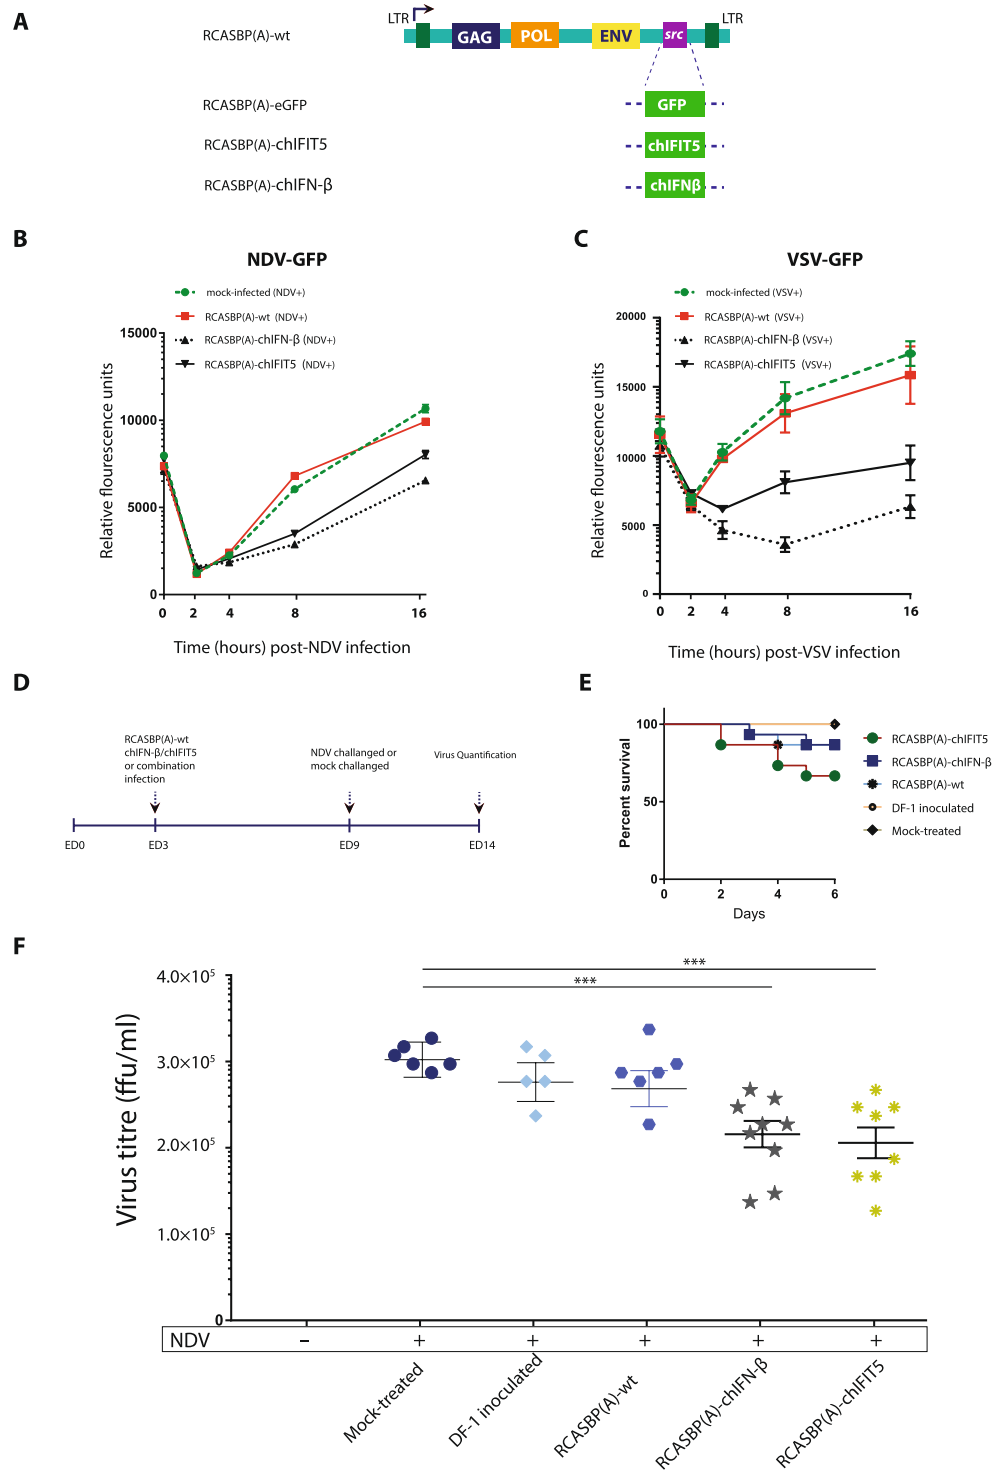 A
LTR
LTR
RCASBP(A)-wt
GAG
POL
ENV
src
RCASBP(A)-eGFP
GFP
RCASBP(A)-chIFIT5
chIFIT5
RCASBP(A)-chIFN-β
chIFNβ
B
NDV-GFP
mock-infected (NDV+)
RCASBP(A)-wt (NDV+)
RCASBP(A)-chIFN-β (NDV+)
RCASBP(A)-chIFIT5 (NDV+)
Relative flourescence units
15000
10000
5000
0
0 2 4 8 16
Time (hours) post-NDV infection
C
VSV-GFP
mock-infected (VSV+)
RCASBP(A)-wt (VSV+)
RCASBP(A)-chIFN-β (VSV+)
RCASBP(A)-chIFIT5 (VSV+)
Relative flourescence units
20000
15000
10000
5000
0
0 2 4 8 16
Time (hours) post-VSV infection
D
RCASBP(A)-wt
chIFN-β/chIFIT5
or combination
infection
NDV challanged or
mock challanged
Virus Quantification
ED0 ED3 ED9 ED14
E
Percent survival
100
50
0
0 2 4 6
Days
RCASBP(A)-chIFIT5
RCASBP(A)-chIFN-β
RCASBP(A)-wt
DF-1 inoculated
Mock-treated
F
Virus titre (ffu/ml)
4.0×10⁵
3.0×10⁵
2.0×10⁵
1.0×10⁵
0
***
***
NDV – + + + + +
Mock-treated
DF-1 inoculated
RCASBP(A)-wt
RCASBP(A)-chIFN-β
RCASBP(A)-chIFIT5